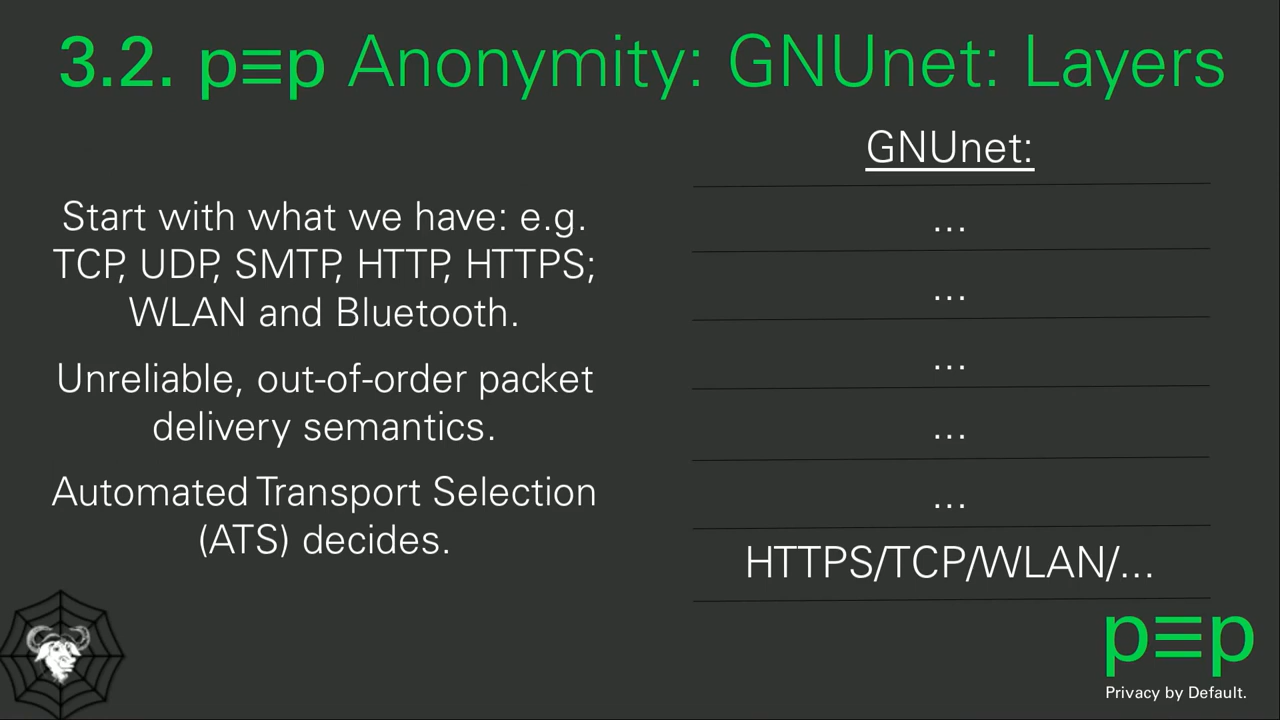 3.2. p≡p Anonymity: GNUnet: Layers
Start with what we have: e.g.
TCP, UDP, SMTP, HTTP, HTTPS;
WLAN and Bluetooth.
Unreliable, out-of-order packet
delivery semantics.
Automated Transport Selection
(ATS) decides.
GNUnet:
...
...
...
...
...
HTTPS/TCP/WLAN/...
p≡p
Privacy by Default.